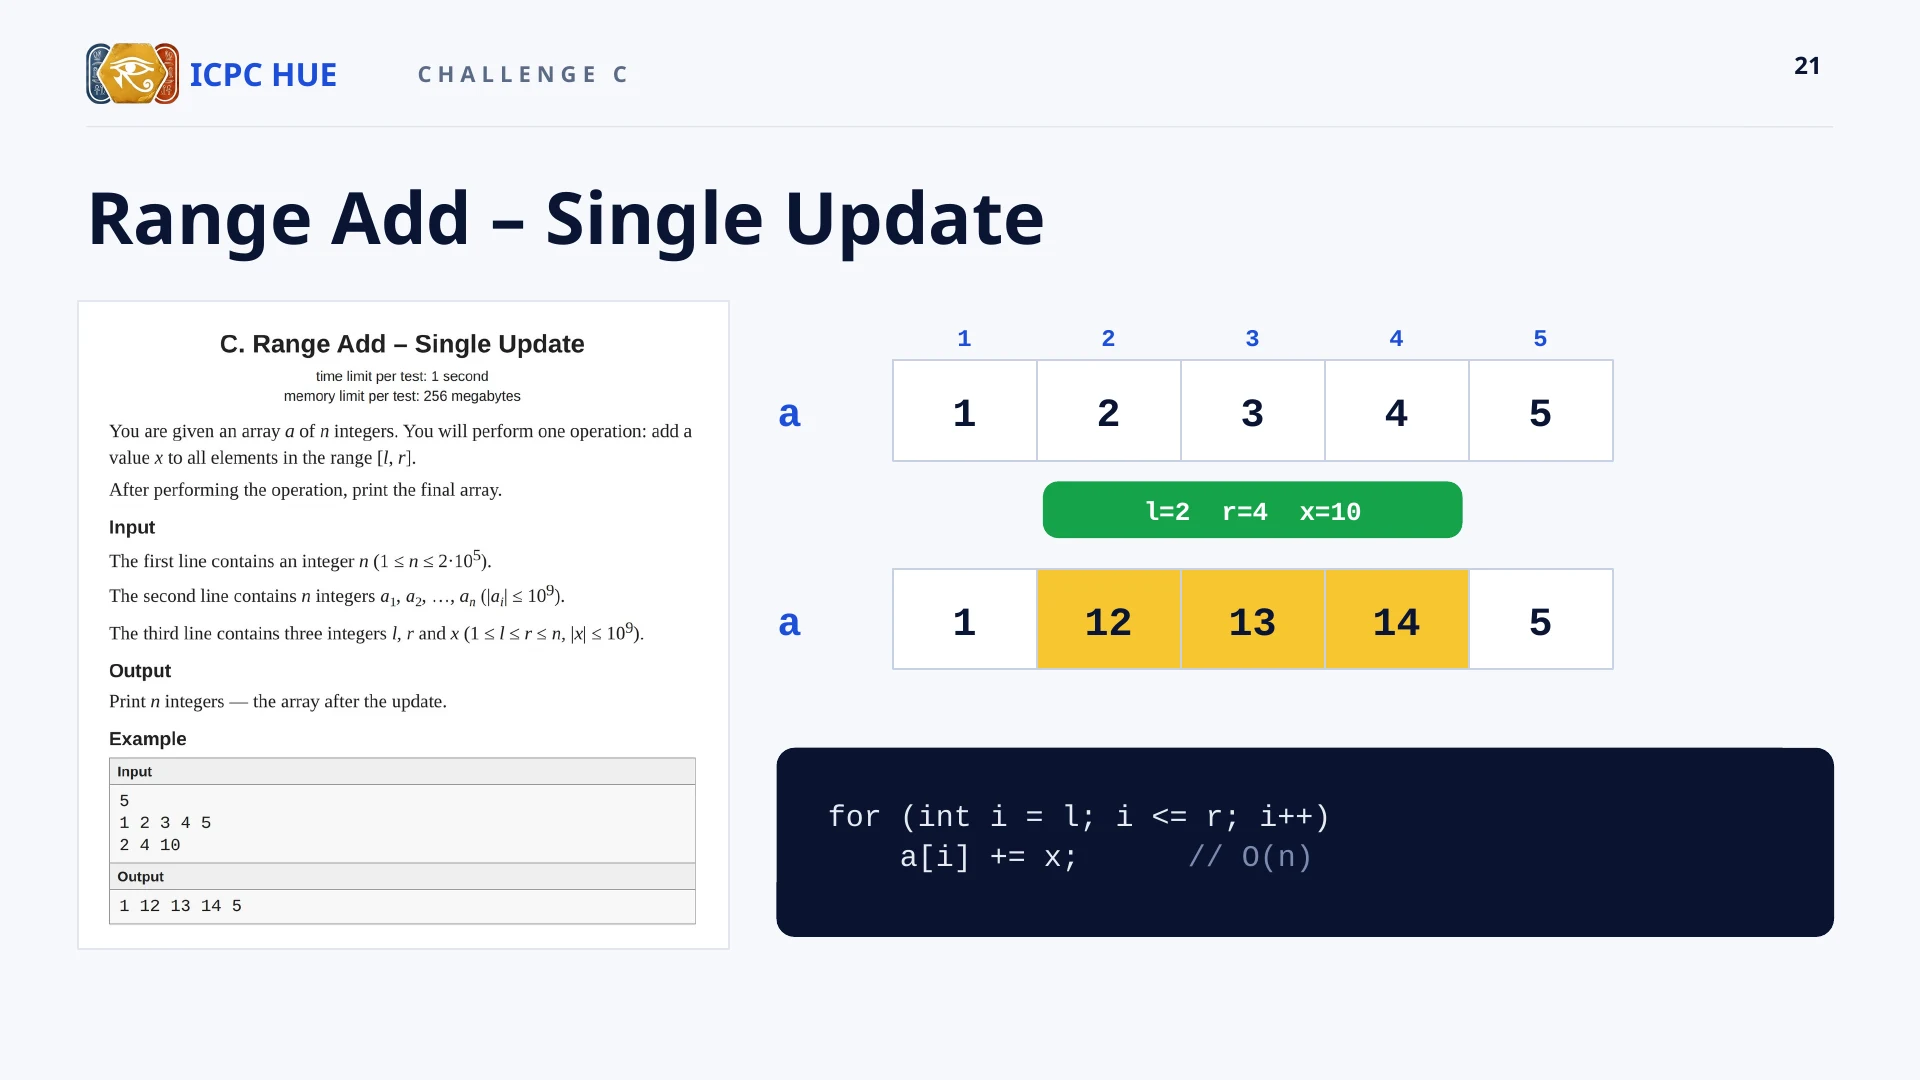 ICPC HUE
CHALLENGE C
21
Range Add – Single Update
C. Range Add – Single Update
time limit per test: 1 second
memory limit per test: 256 megabytes
You are given an array a of n integers. You will perform one operation: add a
value x to all elements in the range [l, r].
After performing the operation, print the final array.
Input
The first line contains an integer n (1 ≤ n ≤ 2·10⁵).
The second line contains n integers a₁, a₂, …, aₙ (|aᵢ| ≤ 10⁹).
The third line contains three integers l, r and x (1 ≤ l ≤ r ≤ n, |x| ≤ 10⁹).
Output
Print n integers — the array after the update.
Example
Input
5
1 2 3 4 5
2 4 10
Output
1 12 13 14 5
1 2 3 4 5
a 1 2 3 4 5
l=2 r=4 x=10
a 1 12 13 14 5
for (int i = l; i <= r; i++)
a[i] += x; // O(n)